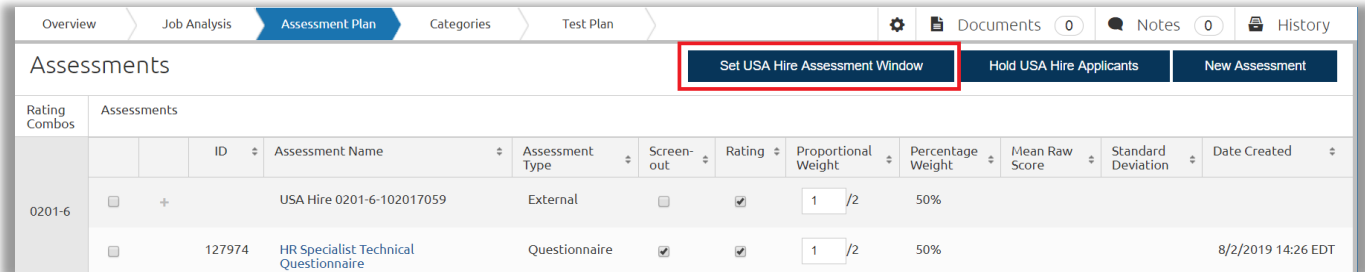 Overview Job Analysis Assessment Plan Categories Test Plan Documents 0 Notes 0 History
Assessments Set USA Hire Assessment Window Hold USA Hire Applicants New Assessment
Rating Combos Assessments
ID Assessment Name Assessment Type Screen-out Rating Proportional Weight Percentage Weight Mean Raw Score Standard Deviation Date Created
0201-6 USA Hire 0201-6-102017059 External 1 /2 50%
127974 HR Specialist Technical Questionnaire Questionnaire 1 /2 50% 8/2/2019 14:26 EDT